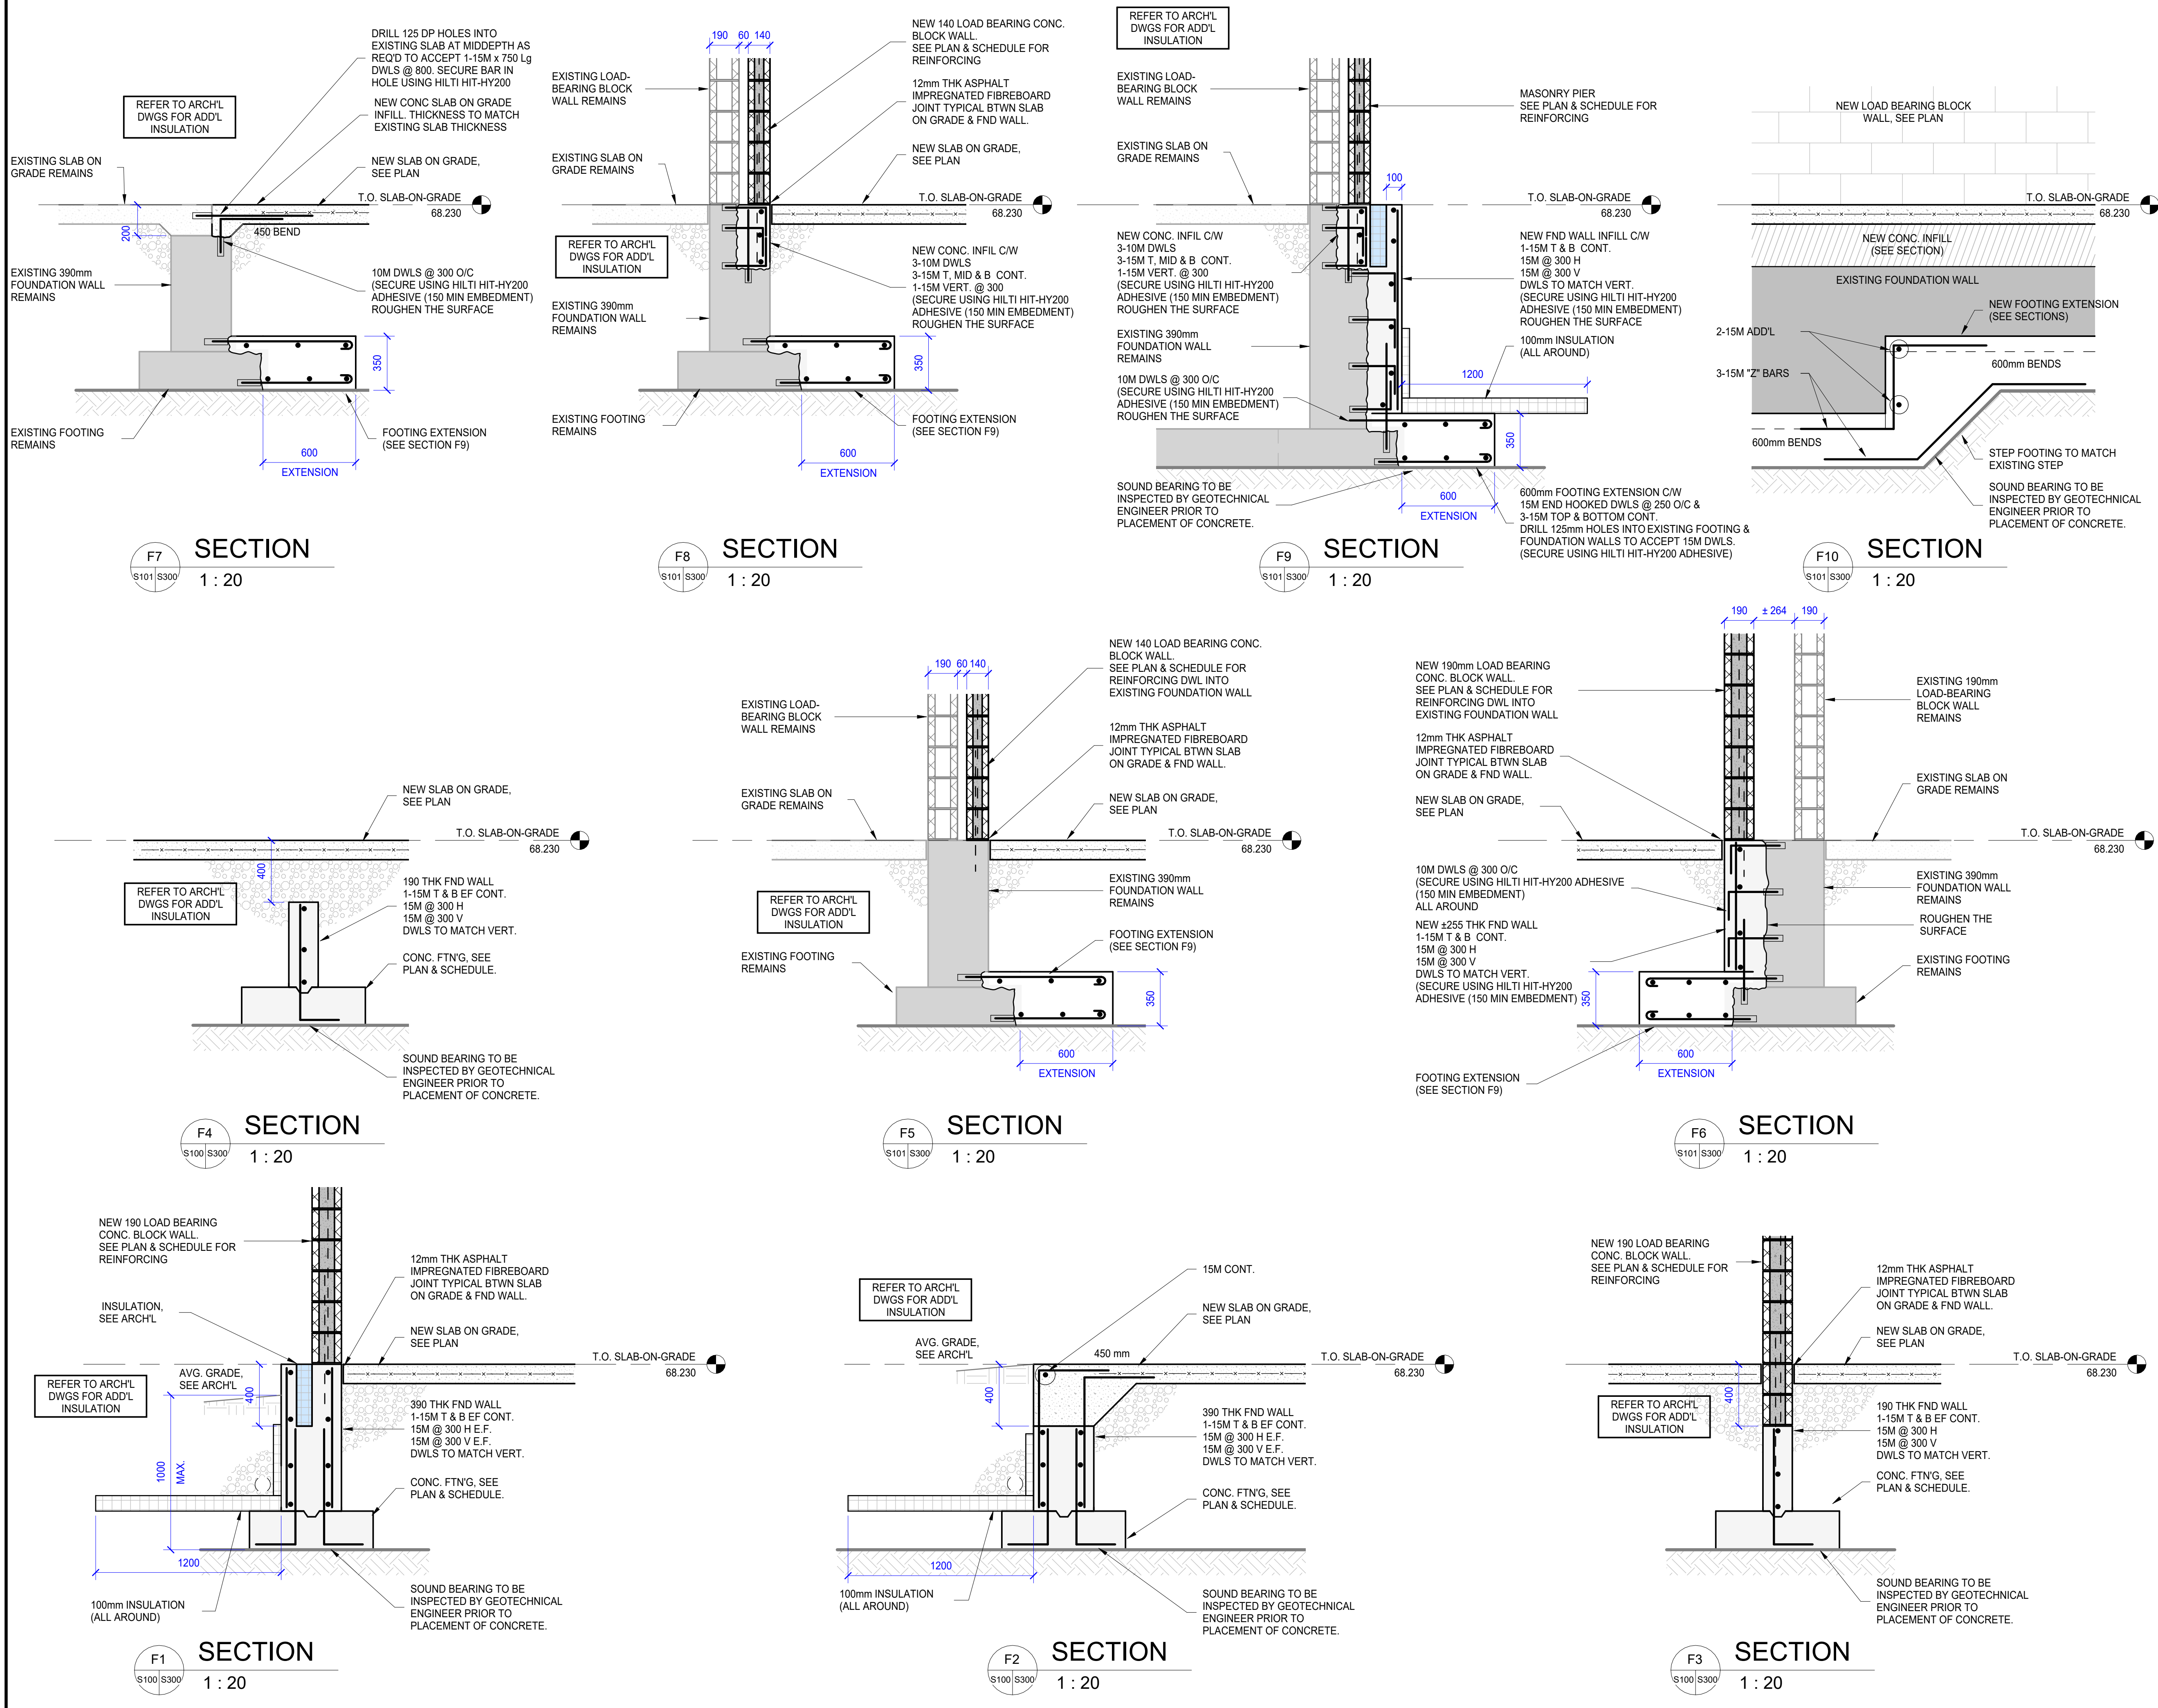 DRILL 125 DP HOLES INTO
EXISTING SLAB AT MIDDEPTH AS
REQ'D TO ACCEPT 1-15M x 750 Lg
DWLS @ 800. SECURE BAR IN
HOLE USING HILTI HIT-HY200
REFER TO ARCH'L
DWGS FOR ADD'L
INSULATION
NEW CONC SLAB ON GRADE
INFILL. THICKNESS TO MATCH
EXISTING SLAB THICKNESS
EXISTING SLAB ON
GRADE REMAINS
NEW SLAB ON GRADE,
SEE PLAN
T.O. SLAB-ON-GRADE
68.230
200
450 BEND
EXISTING 390mm
FOUNDATION WALL
REMAINS
10M DWLS @ 300 O/C
(SECURE USING HILTI HIT-HY200
ADHESIVE (150 MIN EMBEDMENT)
ROUGHEN THE SURFACE
350
EXISTING FOOTING
REMAINS
FOOTING EXTENSION
(SEE SECTION F9)
600
EXTENSION
F7
S101 S300
SECTION
1 : 20
190 60 140
NEW 140 LOAD BEARING CONC.
BLOCK WALL.
SEE PLAN & SCHEDULE FOR
REINFORCING
EXISTING LOAD-
BEARING BLOCK
WALL REMAINS
12mm THK ASPHALT
IMPREGNATED FIBREBOARD
JOINT TYPICAL BTWN SLAB
ON GRADE & FND WALL.
EXISTING SLAB ON
GRADE REMAINS
NEW SLAB ON GRADE,
SEE PLAN
T.O. SLAB-ON-GRADE
68.230
REFER TO ARCH'L
DWGS FOR ADD'L
INSULATION
NEW CONC. INFIL C/W
3-10M DWLS
3-15M T, MID & B CONT.
1-15M VERT. @ 300
(SECURE USING HILTI HIT-HY200
ADHESIVE (150 MIN EMBEDMENT)
ROUGHEN THE SURFACE
EXISTING 390mm
FOUNDATION WALL
REMAINS
350
EXISTING FOOTING
REMAINS
FOOTING EXTENSION
(SEE SECTION F9)
600
EXTENSION
F8
S101 S300
SECTION
1 : 20
REFER TO ARCH'L
DWGS FOR ADD'L
INSULATION
EXISTING LOAD-
BEARING BLOCK
WALL REMAINS
MASONRY PIER
SEE PLAN & SCHEDULE FOR
REINFORCING
EXISTING SLAB ON
GRADE REMAINS
100
T.O. SLAB-ON-GRADE
68.230
NEW CONC. INFIL C/W
3-10M DWLS
3-15M T, MID & B CONT.
1-15M VERT. @ 300
(SECURE USING HILTI HIT-HY200
ADHESIVE (150 MIN EMBEDMENT)
ROUGHEN THE SURFACE
NEW FND WALL INFILL C/W
1-15M T & B CONT.
15M @ 300 H
15M @ 300 V
DWLS TO MATCH VERT.
(SECURE USING HILTI HIT-HY200
ADHESIVE (150 MIN EMBEDMENT)
ROUGHEN THE SURFACE
EXISTING 390mm
FOUNDATION WALL
REMAINS
100mm INSULATION
(ALL AROUND)
1200
10M DWLS @ 300 O/C
(SECURE USING HILTI HIT-HY200
ADHESIVE (150 MIN EMBEDMENT)
ROUGHEN THE SURFACE
350
SOUND BEARING TO BE
INSPECTED BY GEOTECHNICAL
ENGINEER PRIOR TO
PLACEMENT OF CONCRETE.
600
EXTENSION
600mm FOOTING EXTENSION C/W
15M END HOOKED DWLS @ 250 O/C &
3-15M TOP & BOTTOM CONT.
DRILL 125mm HOLES INTO EXISTING FOOTING &
FOUNDATION WALLS TO ACCEPT 15M DWLS.
(SECURE USING HILTI HIT-HY200 ADHESIVE)
F9
S101 S300
SECTION
1 : 20
NEW LOAD BEARING BLOCK
WALL, SEE PLAN
T.O. SLAB-ON-GRADE
68.230
NEW CONC. INFILL
(SEE SECTION)
EXISTING FOUNDATION WALL
NEW FOOTING EXTENSION
(SEE SECTIONS)
2-15M ADD'L
600mm BENDS
3-15M "Z" BARS
600mm BENDS
STEP FOOTING TO MATCH
EXISTING STEP
SOUND BEARING TO BE
INSPECTED BY GEOTECHNICAL
ENGINEER PRIOR TO
PLACEMENT OF CONCRETE.
F10
S101 S300
SECTION
1 : 20
NEW SLAB ON GRADE,
SEE PLAN
T.O. SLAB-ON-GRADE
68.230
400
REFER TO ARCH'L
DWGS FOR ADD'L
INSULATION
190 THK FND WALL
1-15M T & B EF CONT.
15M @ 300 H
15M @ 300 V
DWLS TO MATCH VERT.
CONC. FTN'G, SEE
PLAN & SCHEDULE.
SOUND BEARING TO BE
INSPECTED BY GEOTECHNICAL
ENGINEER PRIOR TO
PLACEMENT OF CONCRETE.
F4
S100 S300
SECTION
1 : 20
190 60 140
NEW 140 LOAD BEARING CONC.
BLOCK WALL.
SEE PLAN & SCHEDULE FOR
REINFORCING DWL INTO
EXISTING FOUNDATION WALL
EXISTING LOAD-
BEARING BLOCK
WALL REMAINS
12mm THK ASPHALT
IMPREGNATED FIBREBOARD
JOINT TYPICAL BTWN SLAB
ON GRADE & FND WALL.
EXISTING SLAB ON
GRADE REMAINS
NEW SLAB ON GRADE,
SEE PLAN
T.O. SLAB-ON-GRADE
68.230
REFER TO ARCH'L
DWGS FOR ADD'L
INSULATION
EXISTING 390mm
FOUNDATION WALL
REMAINS
FOOTING EXTENSION
(SEE SECTION F9)
EXISTING FOOTING
REMAINS
350
600
EXTENSION
F5
S101 S300
SECTION
1 : 20
190 ± 264 190
NEW 190mm LOAD BEARING
CONC. BLOCK WALL.
SEE PLAN & SCHEDULE FOR
REINFORCING DWL INTO
EXISTING FOUNDATION WALL
EXISTING 190mm
LOAD-BEARING
BLOCK WALL
REMAINS
12mm THK ASPHALT
IMPREGNATED FIBREBOARD
JOINT TYPICAL BTWN SLAB
ON GRADE & FND WALL.
EXISTING SLAB ON
GRADE REMAINS
NEW SLAB ON GRADE,
SEE PLAN
T.O. SLAB-ON-GRADE
68.230
10M DWLS @ 300 O/C
(SECURE USING HILTI HIT-HY200 ADHESIVE
(150 MIN EMBEDMENT)
ALL AROUND
EXISTING 390mm
FOUNDATION WALL
REMAINS
NEW ±255 THK FND WALL
1-15M T & B CONT.
15M @ 300 H
15M @ 300 V
DWLS TO MATCH VERT.
(SECURE USING HILTI HIT-HY200
ADHESIVE (150 MIN EMBEDMENT)
ROUGHEN THE
SURFACE
EXISTING FOOTING
REMAINS
350
600
EXTENSION
FOOTING EXTENSION
(SEE SECTION F9)
F6
S101 S300
SECTION
1 : 20
NEW 190 LOAD BEARING
CONC. BLOCK WALL.
SEE PLAN & SCHEDULE FOR
REINFORCING
12mm THK ASPHALT
IMPREGNATED FIBREBOARD
JOINT TYPICAL BTWN SLAB
ON GRADE & FND WALL.
INSULATION,
SEE ARCH'L
NEW SLAB ON GRADE,
SEE PLAN
T.O. SLAB-ON-GRADE
68.230
REFER TO ARCH'L
DWGS FOR ADD'L
INSULATION
AVG. GRADE,
SEE ARCH'L
400
390 THK FND WALL
1-15M T & B EF CONT.
15M @ 300 H E.F.
15M @ 300 V E.F.
DWLS TO MATCH VERT.
1000
MAX.
CONC. FTN'G, SEE
PLAN & SCHEDULE.
1200
100mm INSULATION
(ALL AROUND)
SOUND BEARING TO BE
INSPECTED BY GEOTECHNICAL
ENGINEER PRIOR TO
PLACEMENT OF CONCRETE.
F1
S100 S300
SECTION
1 : 20
REFER TO ARCH'L
DWGS FOR ADD'L
INSULATION
15M CONT.
NEW SLAB ON GRADE,
SEE PLAN
AVG. GRADE,
SEE ARCH'L
450 mm
T.O. SLAB-ON-GRADE
68.230
400
390 THK FND WALL
1-15M T & B EF CONT.
15M @ 300 H E.F.
15M @ 300 V E.F.
DWLS TO MATCH VERT.
CONC. FTN'G, SEE
PLAN & SCHEDULE.
1200
100mm INSULATION
(ALL AROUND)
SOUND BEARING TO BE
INSPECTED BY GEOTECHNICAL
ENGINEER PRIOR TO
PLACEMENT OF CONCRETE.
F2
S100 S300
SECTION
1 : 20
NEW 190 LOAD BEARING
CONC. BLOCK WALL.
SEE PLAN & SCHEDULE FOR
REINFORCING
12mm THK ASPHALT
IMPREGNATED FIBREBOARD
JOINT TYPICAL BTWN SLAB
ON GRADE & FND WALL.
NEW SLAB ON GRADE,
SEE PLAN
T.O. SLAB-ON-GRADE
68.230
400
REFER TO ARCH'L
DWGS FOR ADD'L
INSULATION
190 THK FND WALL
1-15M T & B EF CONT.
15M @ 300 H
15M @ 300 V
DWLS TO MATCH VERT.
CONC. FTN'G, SEE
PLAN & SCHEDULE.
SOUND BEARING TO BE
INSPECTED BY GEOTECHNICAL
ENGINEER PRIOR TO
PLACEMENT OF CONCRETE.
F3
S100 S300
SECTION
1 : 20